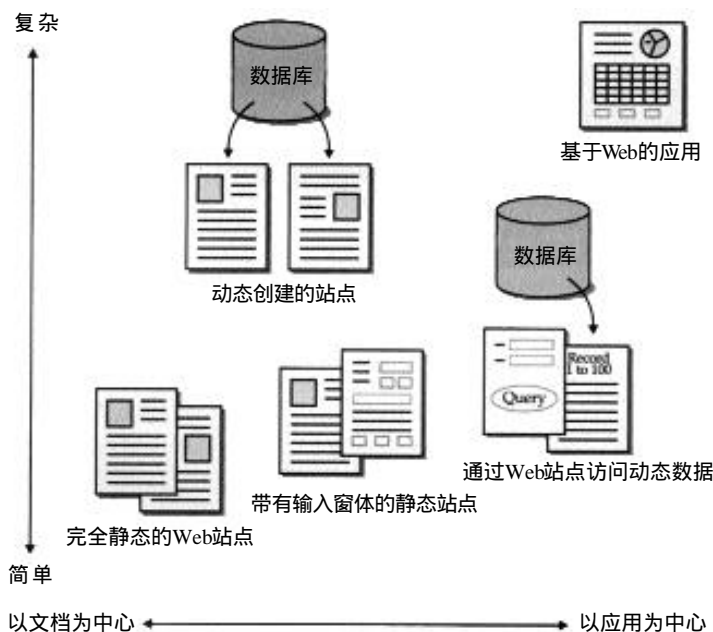 复杂
数据库
基于Web的应用
数据库
动态创建的站点
Record
1 to 100
Query
通过Web站点访问动态数据
带有输入窗体的静态站点
完全静态的Web站点
简单
以文档为中心
以应用为中心